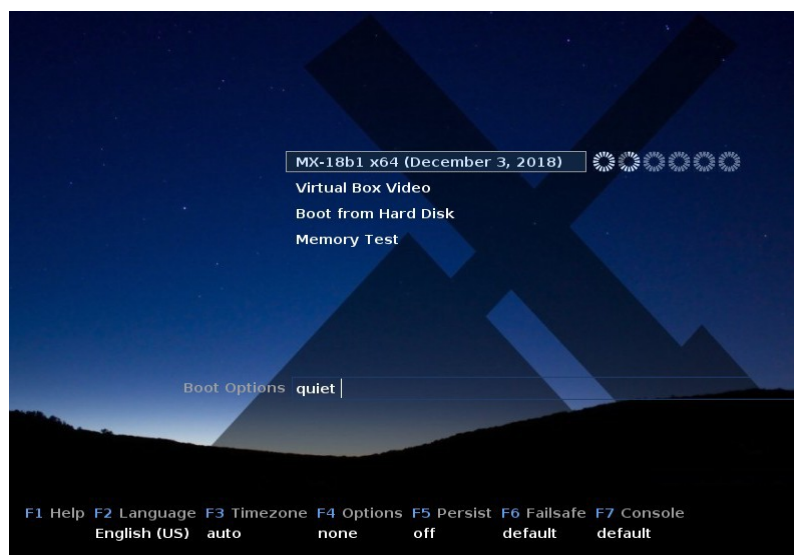 MX-18b1 x64 (December 3, 2018)
Virtual Box Video
Boot from Hard Disk
Memory Test
Boot Options quiet
F1 Help F2 Language F3 Timezone F4 Options F5 Persist F6 Failsafe F7 Console
English (US) auto none off default default